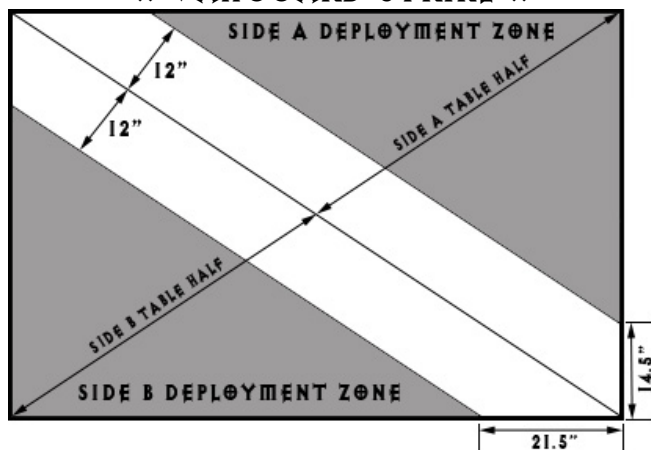 SIDE A DEPLOYMENT ZONE
12”
12”
SIDE A TABLE HALF
SIDE B TABLE HALF
SIDE B DEPLOYMENT ZONE
14.5”
21.5”